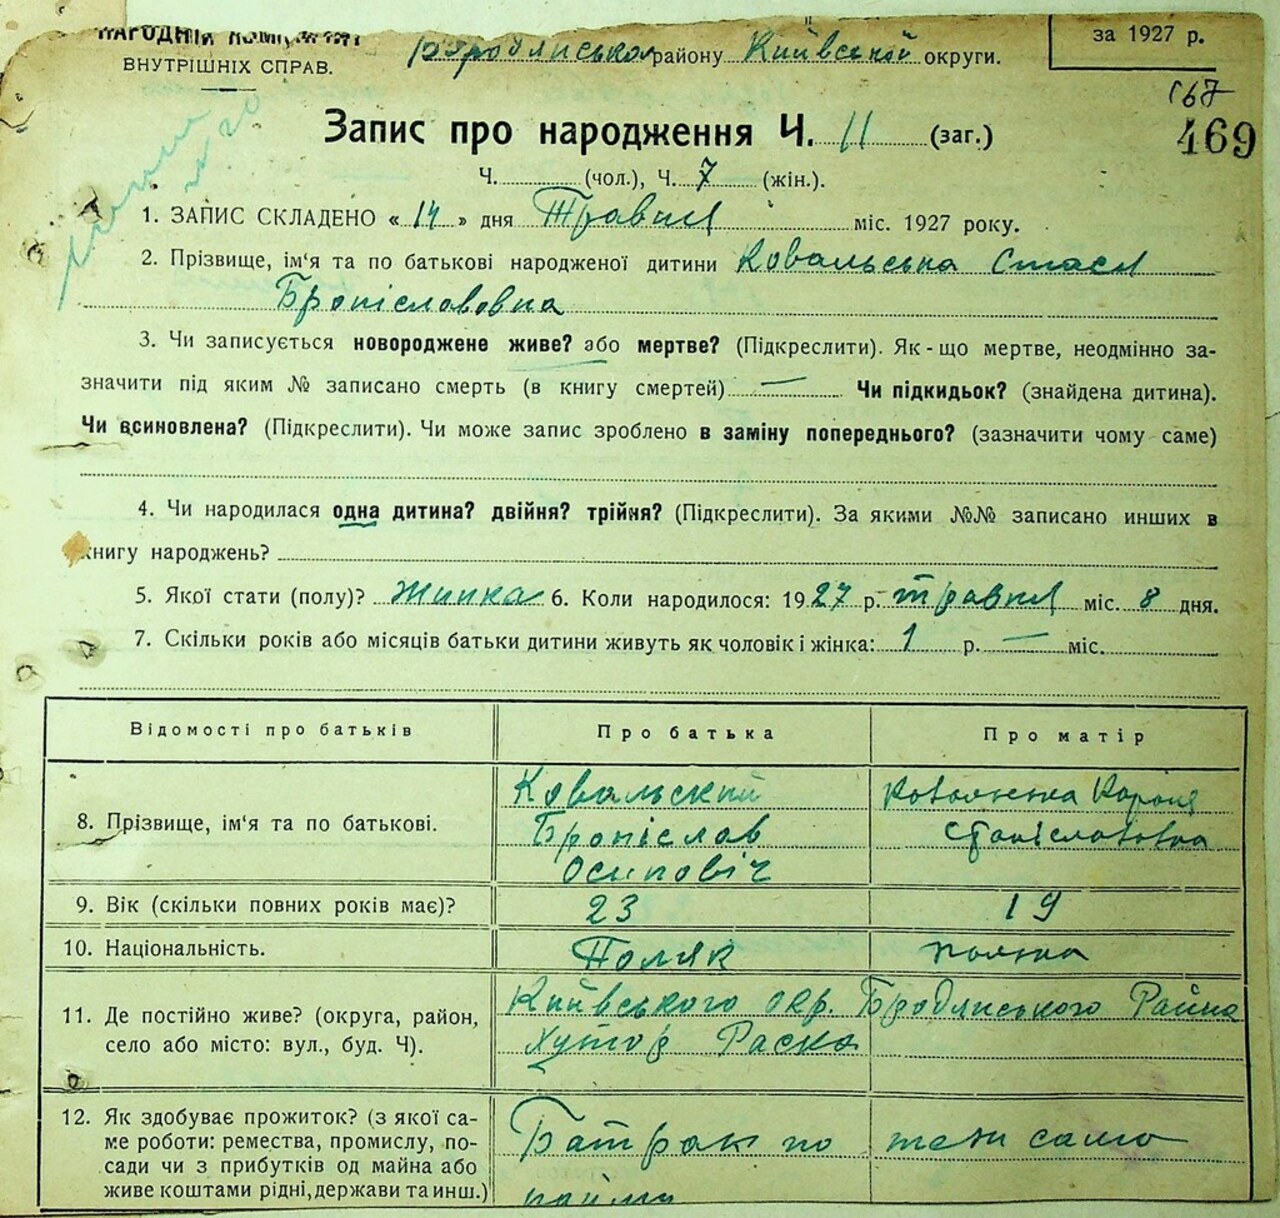 НАРОДНІЙ КОМІСАРІЯТ
ВНУТРІШНІХ СПРАВ.
Бородянського району Київської округи.
за 1927 р.
167
469
Запис про народження Ч. 11 (заг.)
Ч. (чол.), Ч. 7 (жін.).
1. ЗАПИС СКЛАДЕНО « 14 » дня Травня міс. 1927 року.
2. Прізвище, ім'я та по батькові народженої дитини Ковальська Стася
Броніславовна
3. Чи записується новороджене живе? або мертве? (Підкреслити). Як-що мертве, неодмінно за-
значити під яким № записано смерть (в книгу смертей) — Чи підкидьок? (знайдена дитина).
Чи всиновлена? (Підкреслити). Чи може запис зроблено в заміну попереднього? (зазначити чому саме)
4. Чи народилася одна дитина? двійня? трійня? (Підкреслити). За якими №№ записано инших в
книгу народжень?
5. Якої стати (полу)? Жинка 6. Коли народилося: 1927 р. травня міс. 8 дня.
7. Скільки років або місяців батьки дитини живуть як чоловік і жінка: 1 р. — міс.
Відомості про батьків Про батька Про матір
8. Прізвище, ім'я та по батькові.
Ковальский
Броніслав
Осипович
Ковальська
Станіславовна
9. Вік (скільки повних років має)? 23 19
10. Національність. Поляк полька
11. Де постійно живе? (округа, район,
село або місто: вул., буд. Ч).
Київського окр. Бродянського Района
Хутор Раска
12. Як здобуває прожиток? (з якої са-
ме роботи: ремества, промислу, по-
сади чи з прибутків од майна або
живе коштами рідні, держави та инш.)
Батрак по
найму
теж само